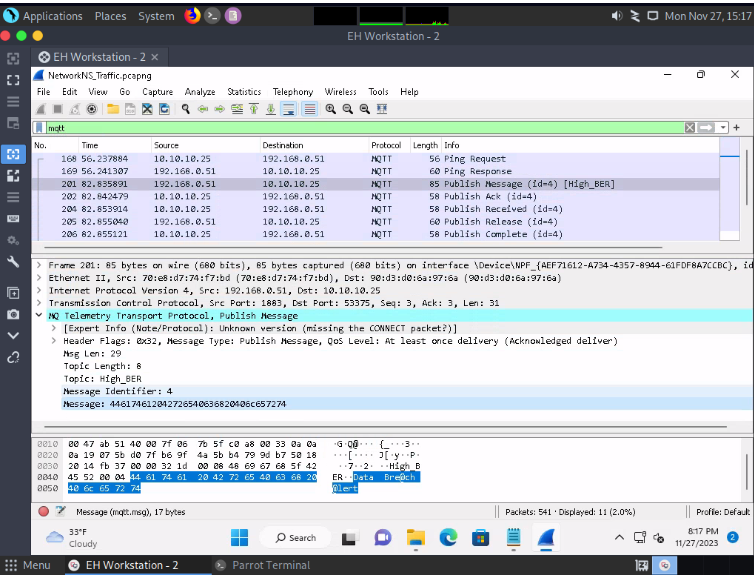 Applications Places System Mon Nov 27, 15:17
EH Workstation - 2
EH Workstation - 2 ×
NetworkNS_Traffic.pcapng
File Edit View Go Capture Analyze Statistics Telephony Wireless Tools Help
mqtt
No. Time Source Destination Protocol Length Info
168 56.237884 10.10.10.25 192.168.0.51 MQTT 56 Ping Request
169 56.241307 192.168.0.51 10.10.10.25 MQTT 60 Ping Response
201 82.835891 192.168.0.51 10.10.10.25 MQTT 85 Publish Message (id=4) [High_BER]
202 82.842479 10.10.10.25 192.168.0.51 MQTT 58 Publish Ack (id=4)
204 82.853914 10.10.10.25 192.168.0.51 MQTT 58 Publish Received (id=4)
205 82.855040 192.168.0.51 10.10.10.25 MQTT 60 Publish Release (id=4)
206 82.855121 10.10.10.25 192.168.0.51 MQTT 58 Publish Complete (id=4)
Frame 201: 85 bytes on wire (680 bits), 85 bytes captured (680 bits) on interface \Device\NPF_{AEF71612-A734-4357-8944-61FDF8A7CCBC}, id
Ethernet II, Src: 70:e8:d7:74:f7:bd (70:e8:d7:74:f7:bd), Dst: 90:d3:d0:6a:97:6a (90:d3:d0:6a:97:6a)
Internet Protocol Version 4, Src: 192.168.0.51, Dst: 10.10.10.25
Transmission Control Protocol, Src Port: 1883, Dst Port: 53375, Seq: 3, Ack: 3, Len: 31
MQ Telemetry Transport Protocol, Publish Message
[Expert Info (Note/Protocol): Unknown version (missing the CONNECT packet?)]
Header Flags: 0x32, Message Type: Publish Message, QoS Level: At least once delivery (Acknowledged deliver)
Msg Len: 29
Topic Length: 8
Topic: High_BER
Message Identifier: 4
Message: 446174612042726540636820406c657274
0010 00 47 ab 51 40 00 7f 06 7b 5f c0 a8 00 33 0a 0a ·G·Q@··· {_···3··
0020 0a 19 07 5b d0 7f b6 9f 4a 5b b4 79 9d b7 50 18 ···[···· J[·y··P·
0030 20 14 fb 37 00 00 32 1d 00 08 48 69 67 68 5f 42 ··7··2· ··High_B
0040 45 52 00 04 44 61 74 61 20 42 72 65 40 63 68 20 ER··Data Bre@ch
0050 40 6c 65 72 74 @lert
Message (mqtt.msg), 17 bytes Packets: 541 · Displayed: 11 (2.0%) Profile: Default
33°F
Cloudy
Search
8:17 PM
11/27/2023
2
Menu EH Workstation - 2 Parrot Terminal